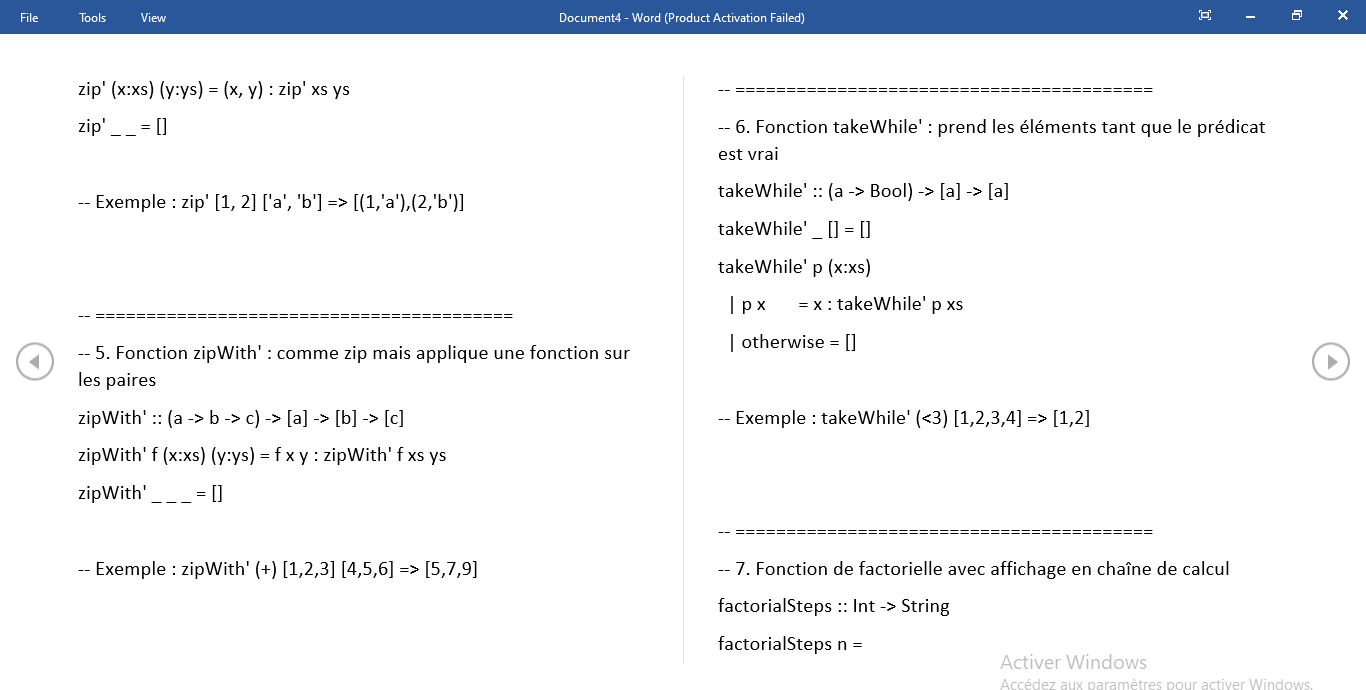 File Tools View Document4 - Word (Product Activation Failed)
zip' (x:xs) (y:ys) = (x, y) : zip' xs ys
zip' _ _ = []
-- Exemple : zip' [1, 2] ['a', 'b'] => [(1,'a'),(2,'b')]
-- =========================================
-- 5. Fonction zipWith' : comme zip mais applique une fonction sur
les paires
zipWith' :: (a -> b -> c) -> [a] -> [b] -> [c]
zipWith' f (x:xs) (y:ys) = f x y : zipWith' f xs ys
zipWith' _ _ _ = []
-- Exemple : zipWith' (+) [1,2,3] [4,5,6] => [5,7,9]
-- =========================================
-- 6. Fonction takeWhile' : prend les éléments tant que le prédicat
est vrai
takeWhile' :: (a -> Bool) -> [a] -> [a]
takeWhile' _ [] = []
takeWhile' p (x:xs)
| p x = x : takeWhile' p xs
| otherwise = []
-- Exemple : takeWhile' (<3) [1,2,3,4] => [1,2]
-- =========================================
-- 7. Fonction de factorielle avec affichage en chaîne de calcul
factorialSteps :: Int -> String
factorialSteps n =
Activer Windows
Accédez aux paramètres pour activer Windows.